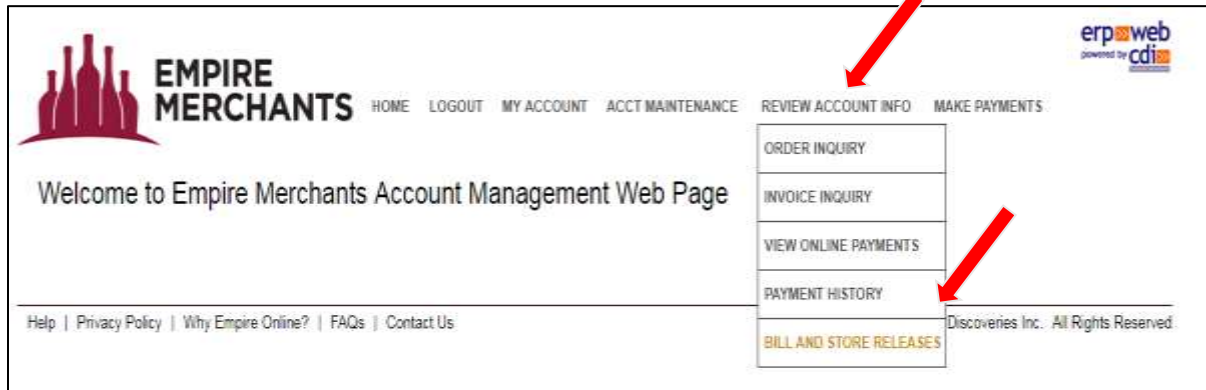 erp web
powered by cdi
EMPIRE
MERCHANTS
HOME LOGOUT MY ACCOUNT ACCT MAINTENANCE REVIEW ACCOUNT INFO MAKE PAYMENTS
ORDER INQUIRY
Welcome to Empire Merchants Account Management Web Page
INVOICE INQUIRY
VIEW ONLINE PAYMENTS
PAYMENT HISTORY
Help | Privacy Policy | Why Empire Online? | FAQs | Contact Us
Discoveries Inc. All Rights Reserved
BILL AND STORE RELEASES